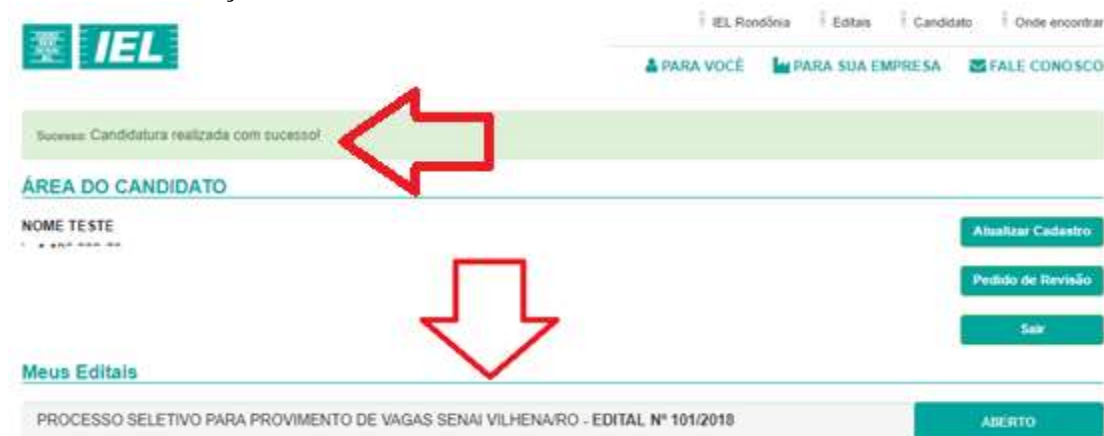 IEL
IEL Rondônia Editais Candidato Onde encontrar
PARA VOCÊ PARA SUA EMPRESA FALE CONOSCO
Sucesso: Candidatura realizada com sucesso!
ÁREA DO CANDIDATO
NOME TESTE
Atualizar Cadastro
Pedido de Revisão
Sair
Meus Editais
PROCESSO SELETIVO PARA PROVIMENTO DE VAGAS SENAI VILHENA/RO - EDITAL Nº 101/2018 ABERTO